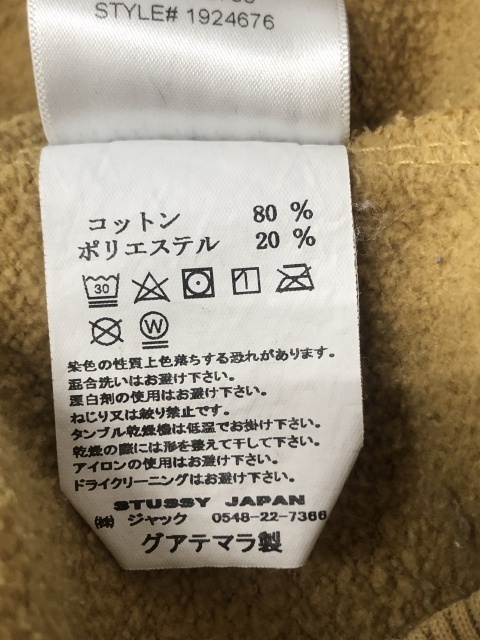 STYLE# 1924676
コットン 80 %
ポリエステル 20 %
30
W
染色の性質上色落ちする恐れがあります。
混合洗いはお避け下さい。
漂白剤の使用はお避け下さい。
ねじり又は絞り禁止です。
タンブル乾燥機は低温でお掛け下さい。
乾燥の際には形を整えて干して下さい。
アイロンの使用はお避け下さい。
ドライクリーニングはお避け下さい。
STUSSY JAPAN
㈱ ジャック 0548-22-7366
グアテマラ製